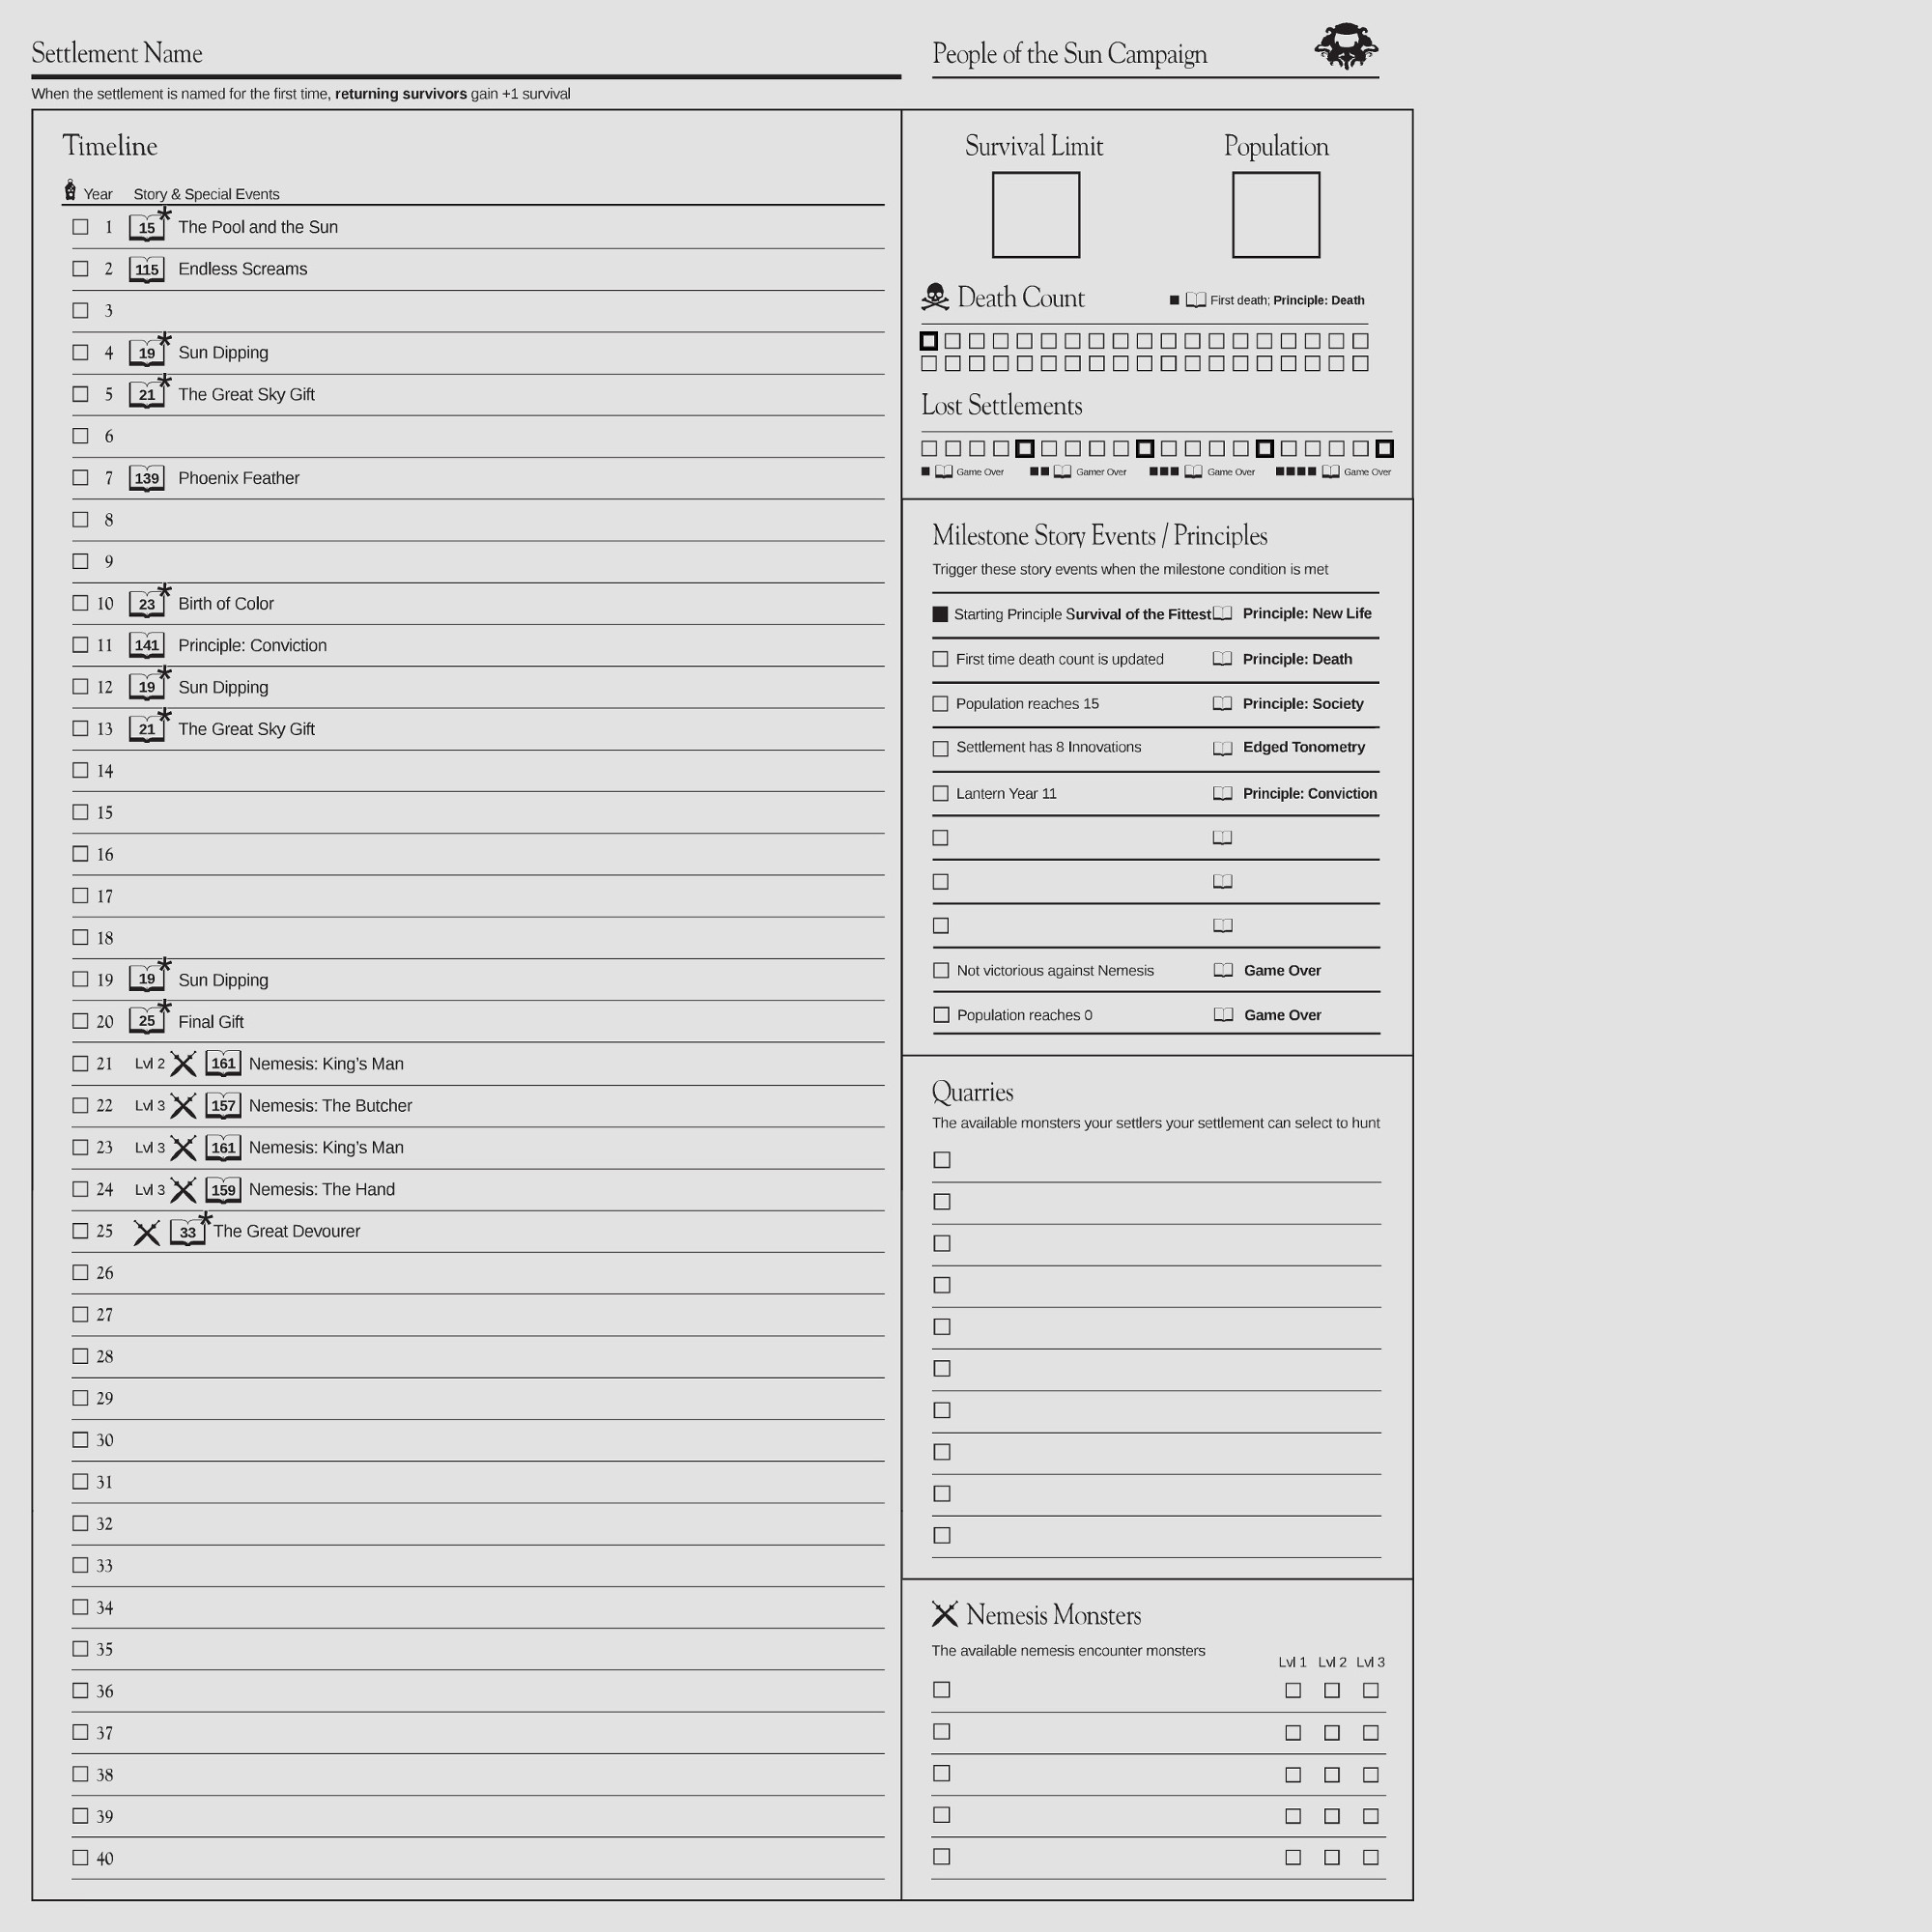 Settlement Name
When the settlement is named for the first time, returning survivors gain +1 survival
People of the Sun Campaign
Timeline
Year Story & Special Events
1 15* The Pool and the Sun
2 115 Endless Screams
3
4 19* Sun Dipping
5 21* The Great Sky Gift
6
7 139 Phoenix Feather
8
9
10 23* Birth of Color
11 141 Principle: Conviction
12 19* Sun Dipping
13 21* The Great Sky Gift
14
15
16
17
18
19 19* Sun Dipping
20 25* Final Gift
21 Lvl 2 161 Nemesis: King’s Man
22 Lvl 3 157 Nemesis: The Butcher
23 Lvl 3 161 Nemesis: King’s Man
24 Lvl 3 159 Nemesis: The Hand
25 33* The Great Devourer
26
27
28
29
30
31
32
33
34
35
36
37
38
39
40
Survival Limit Population
Death Count First death; Principle: Death
Lost Settlements
Game Over Gamer Over Game Over Game Over
Milestone Story Events / Principles
Trigger these story events when the milestone condition is met
Starting Principle Survival of the Fittest Principle: New Life
First time death count is updated Principle: Death
Population reaches 15 Principle: Society
Settlement has 8 Innovations Edged Tonometry
Lantern Year 11 Principle: Conviction
Not victorious against Nemesis Game Over
Population reaches 0 Game Over
Quarries
The available monsters your settlers your settlement can select to hunt
Nemesis Monsters
The available nemesis encounter monsters
Lvl 1 Lvl 2 Lvl 3